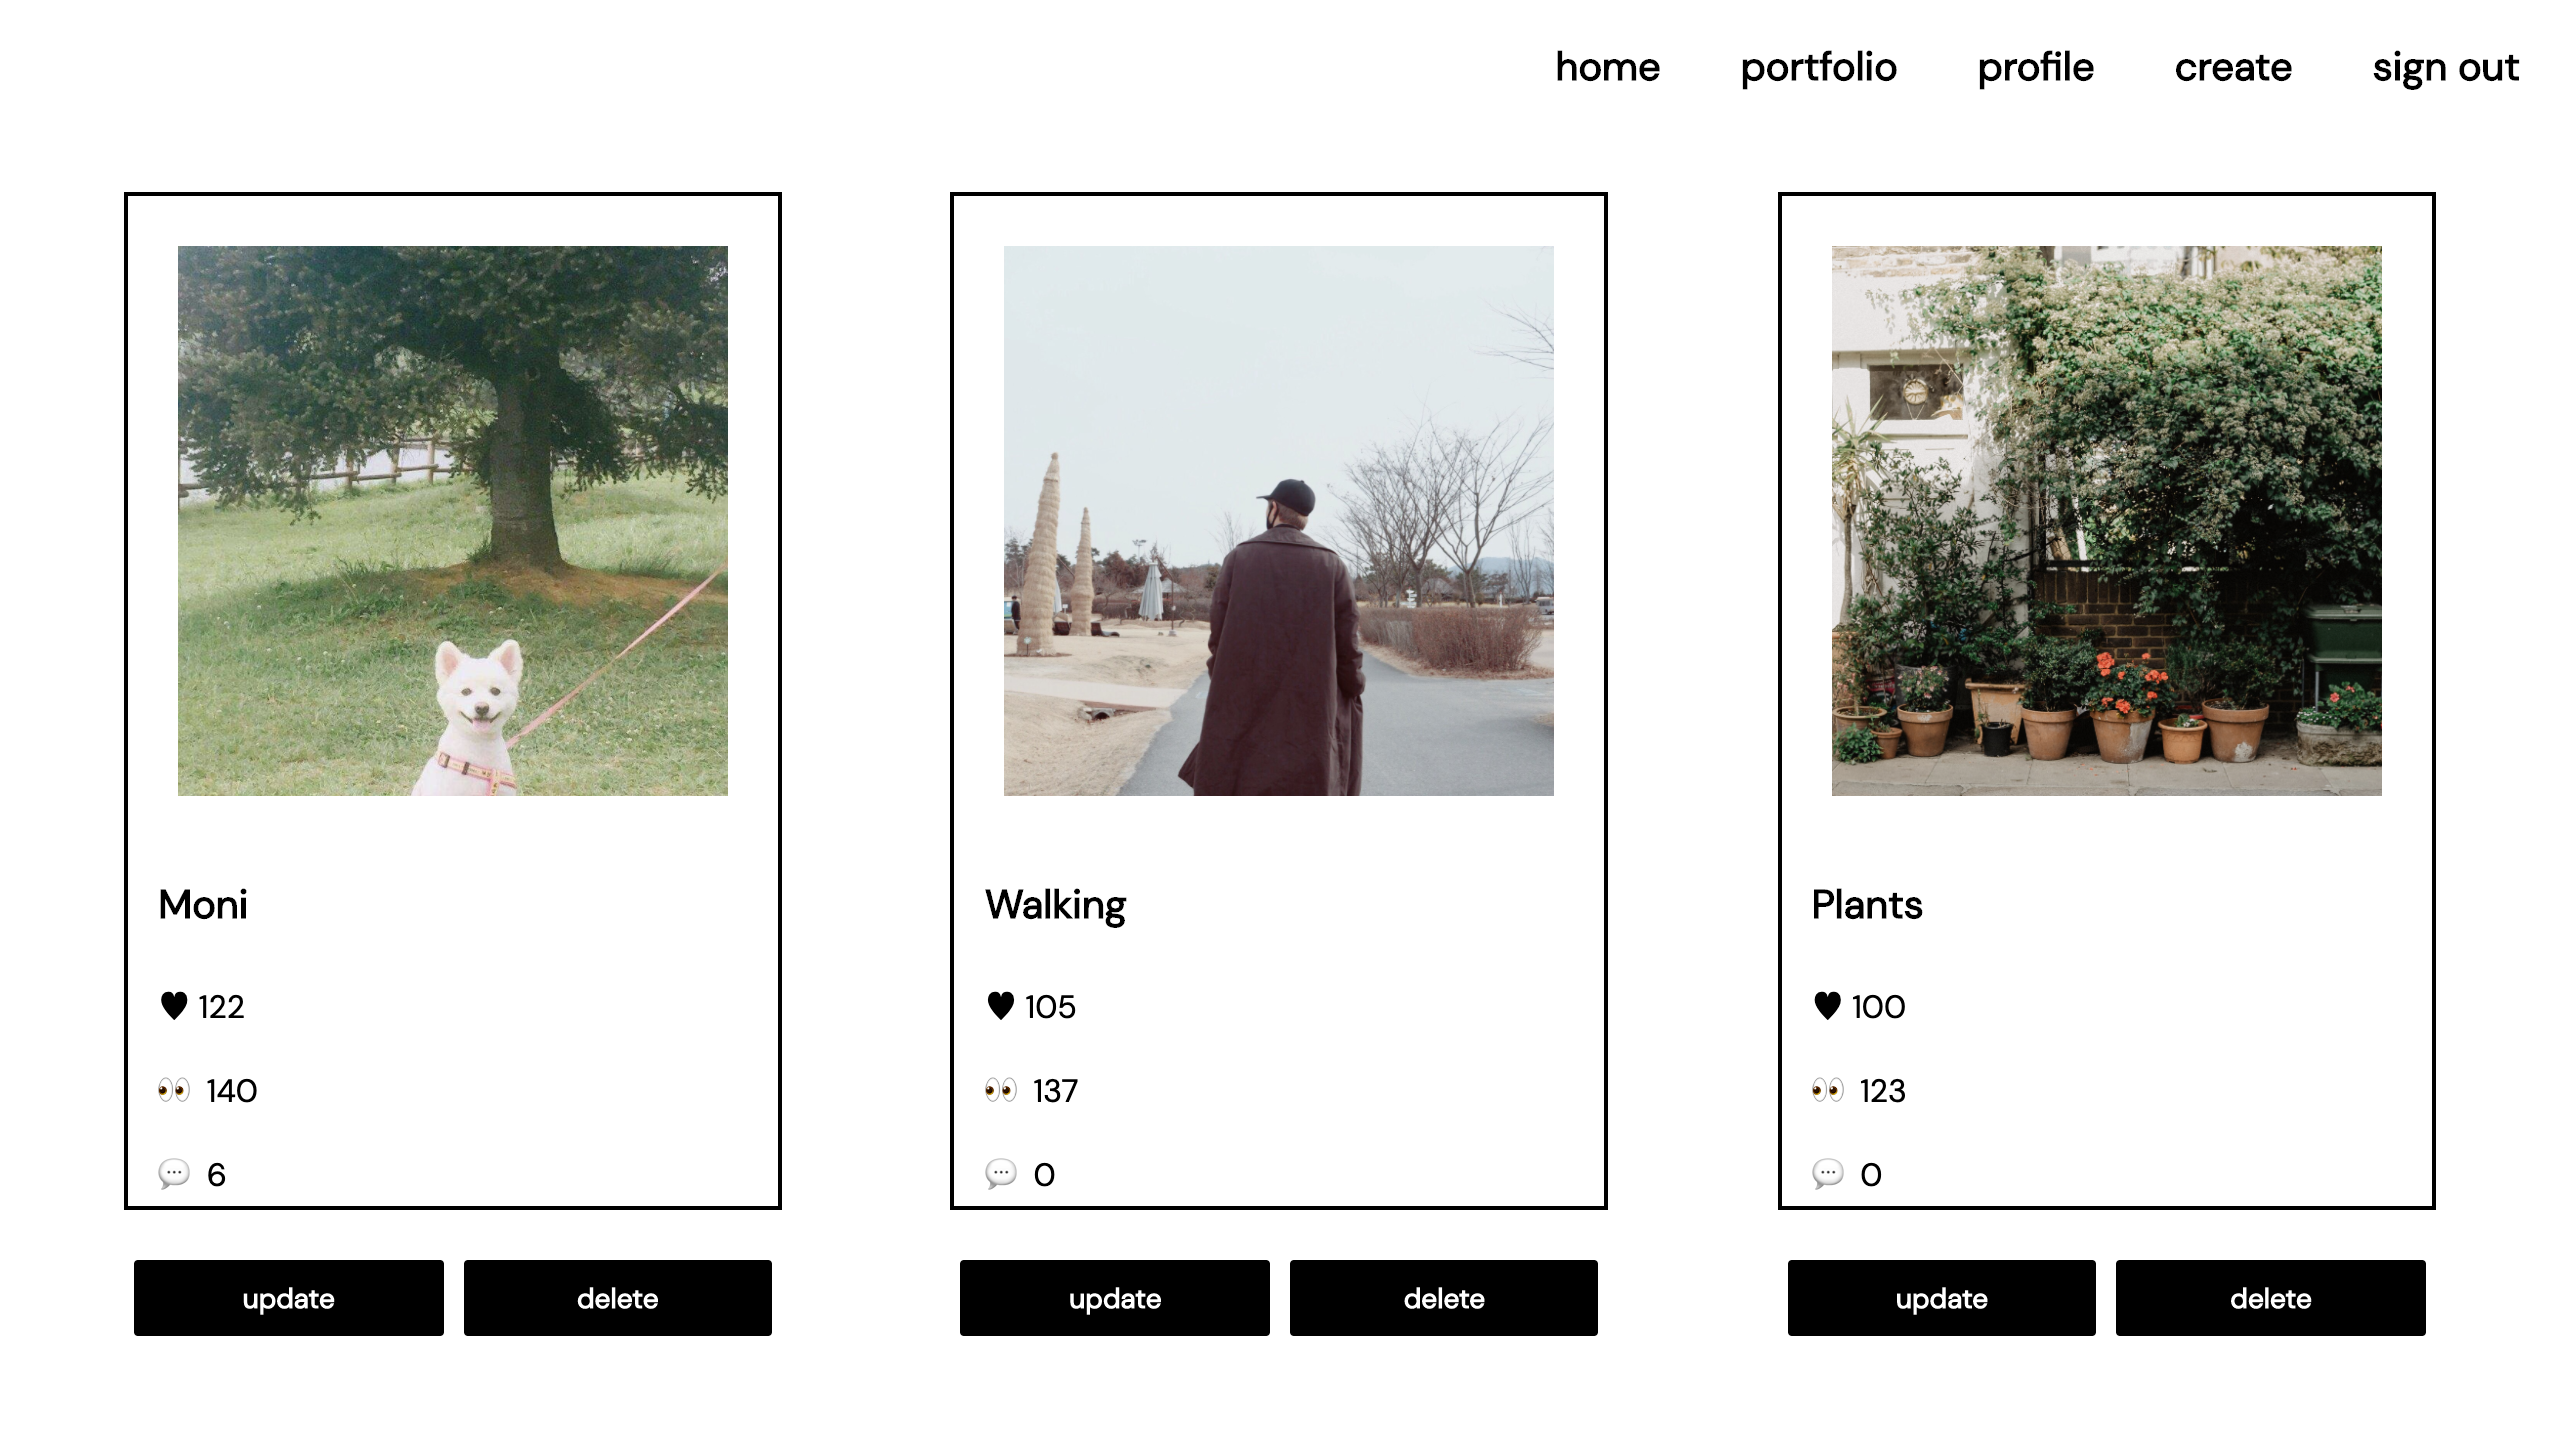 home portfolio profile create sign out
Moni
♥ 122
👀 140
💬 6
update delete
Walking
♥ 105
👀 137
💬 0
update delete
Plants
♥ 100
👀 123
💬 0
update delete